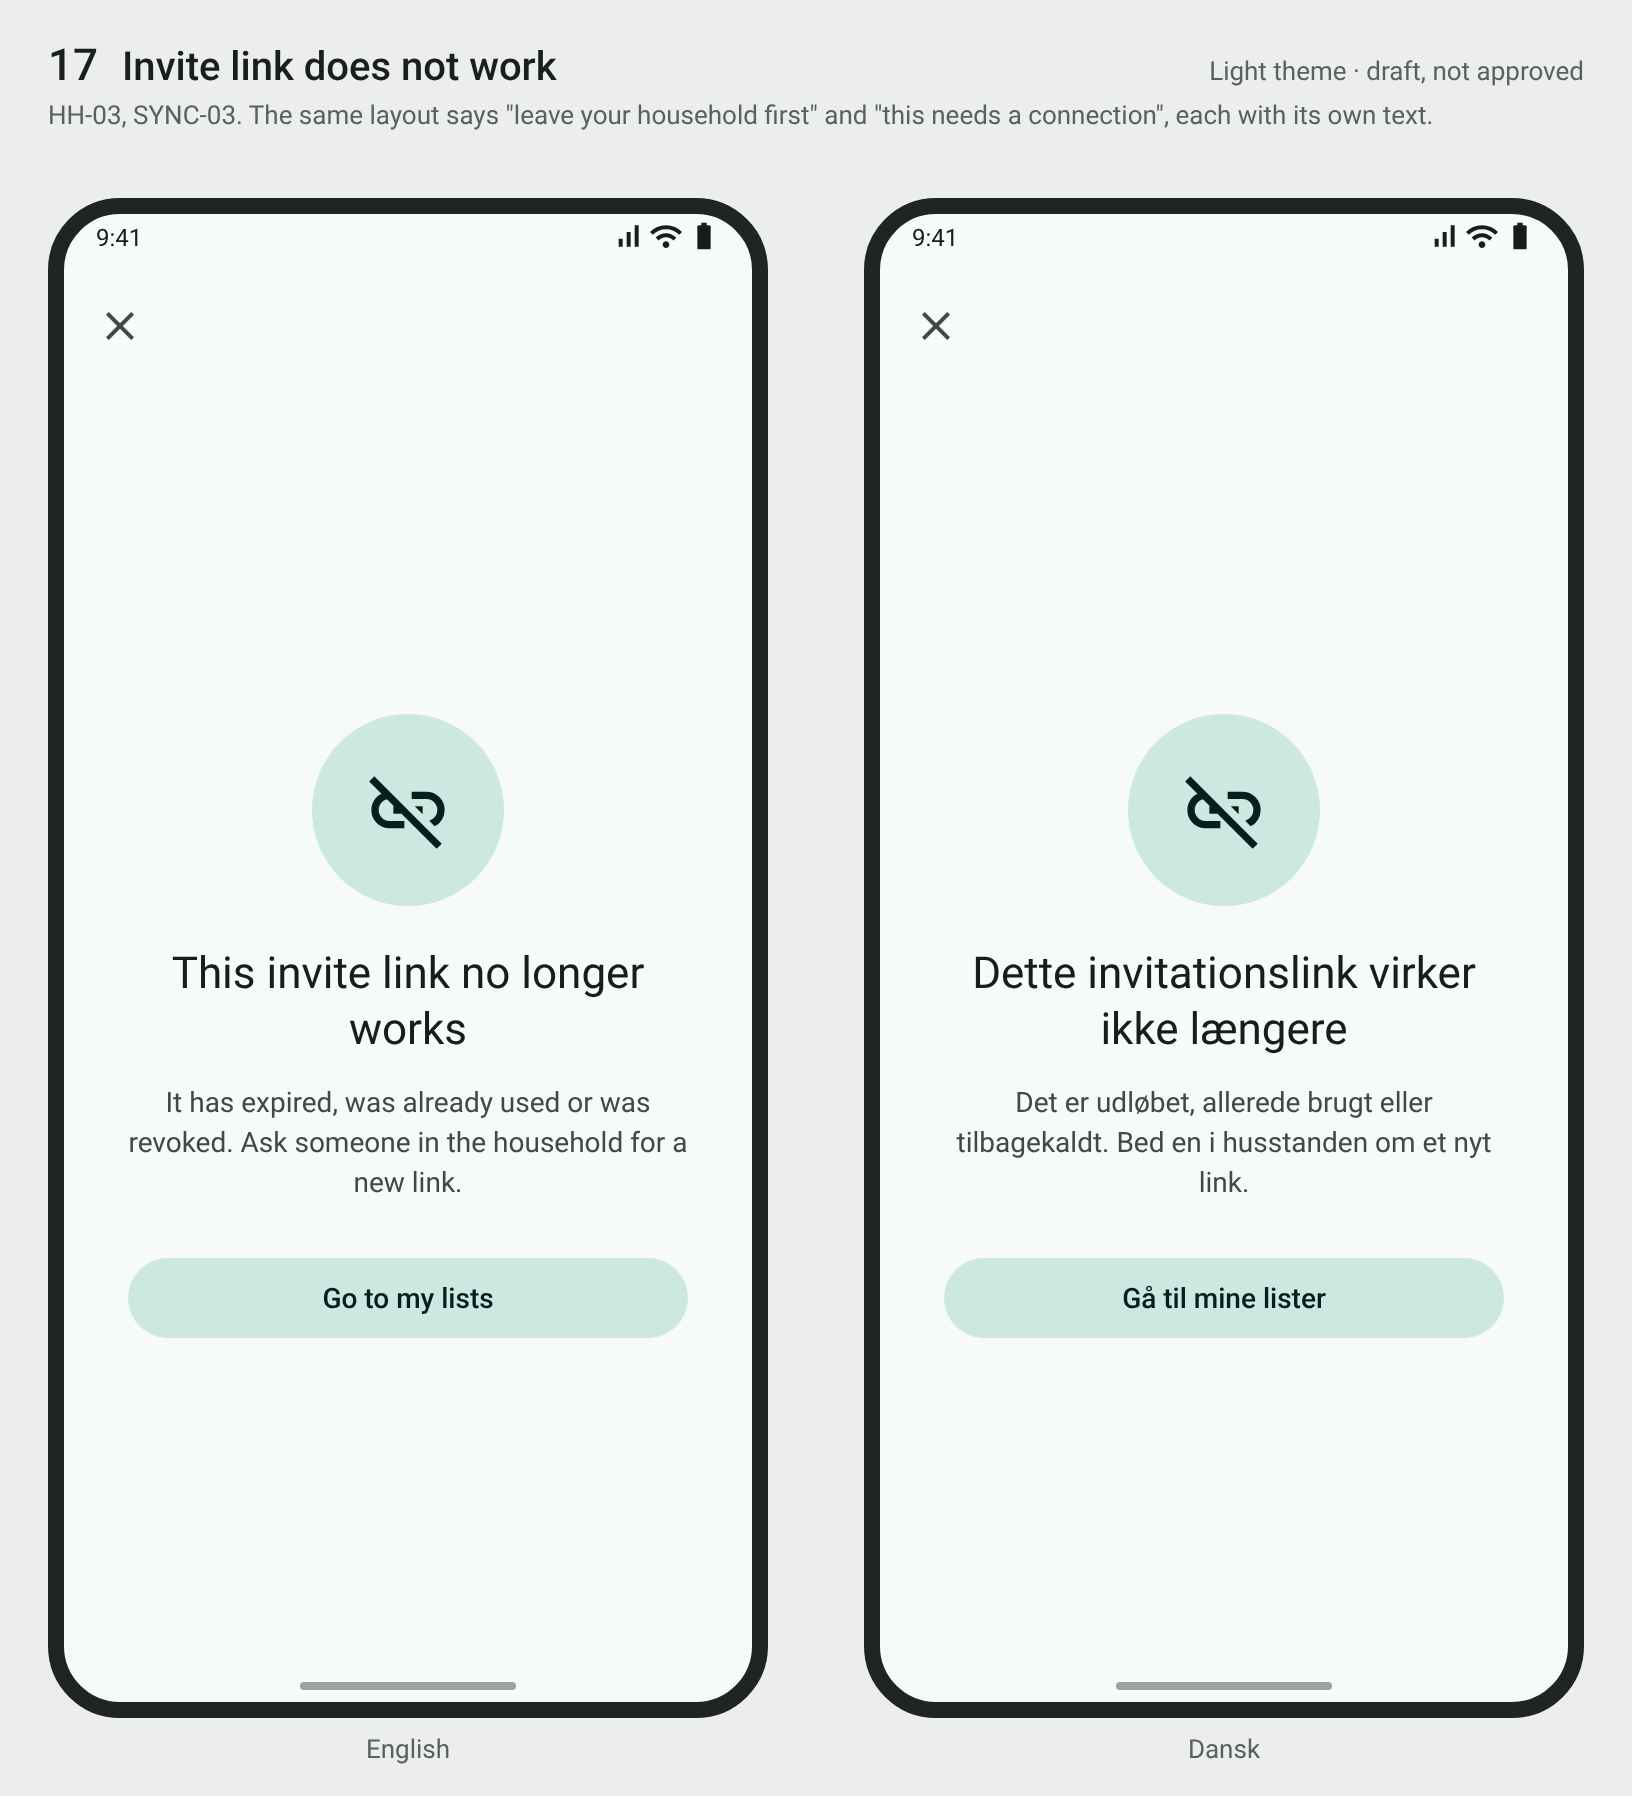 17 Invite link does not work
Light theme · draft, not approved
HH-03, SYNC-03. The same layout says "leave your household first" and "this needs a connection", each with its own text.
9:41
This invite link no longer
works
It has expired, was already used or was
revoked. Ask someone in the household for a
new link.
Go to my lists
English
9:41
Dette invitationslink virker
ikke længere
Det er udløbet, allerede brugt eller
tilbagekaldt. Bed en i husstanden om et nyt
link.
Gå til mine lister
Dansk